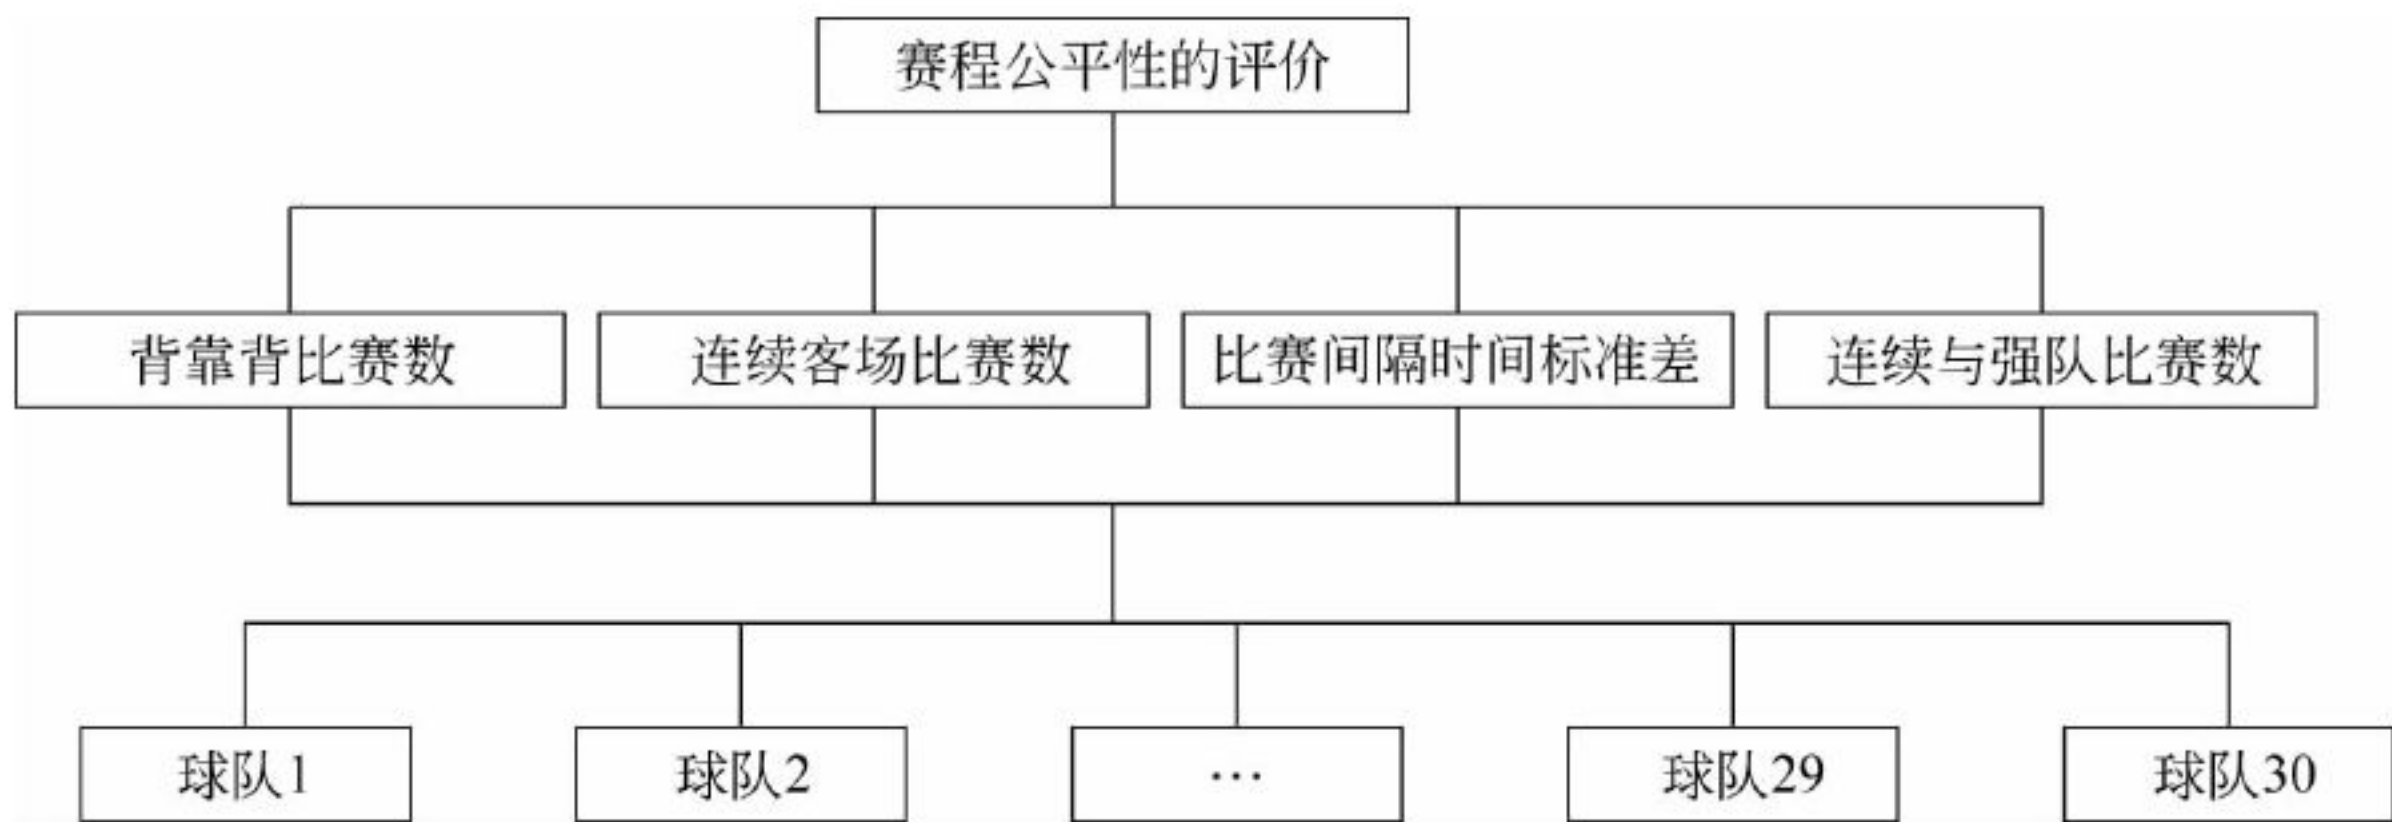 赛程公平性的评价
背靠背比赛数
连续客场比赛数
比赛间隔时间标准差
连续与强队比赛数
球队1
球队2
…
球队29
球队30